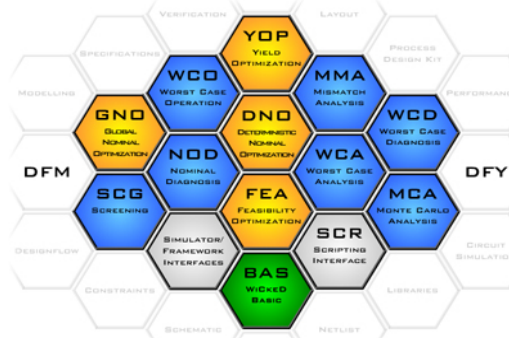 VERIFICATION
LAYOUT
YOP
YIELD
OPTIMIZATION
SPECIFICATIONS
PROCESS
DESIGN KIT
WCO
WORST CASE
OPERATION
MMA
MISMATCH
ANALYSIS
MODELLING
PERFORMANCE
GNO
GLOBAL
NOMINAL
OPTIMIZATION
DNO
DETERMINISTIC
NOMINAL
OPTIMIZATION
WCD
WORST CASE
DIAGNOSIS
NOD
NOMINAL
DIAGNOSIS
WCA
WORST CASE
ANALYSIS
DFM
DFY
SCG
SCREENING
FEA
FEASIBILITY
OPTIMIZATION
MCA
MONTE CARLO
ANALYSIS
SIMULATOR/
FRAMEWORK
INTERFACES
SCR
SCRIPTING
INTERFACE
DESIGNFLOW
CIRCUIT
SIMULATION
BAS
WICKED
BASIC
CONSTRAINTS
LIBRARIES
SCHEMATIC
NETLIST